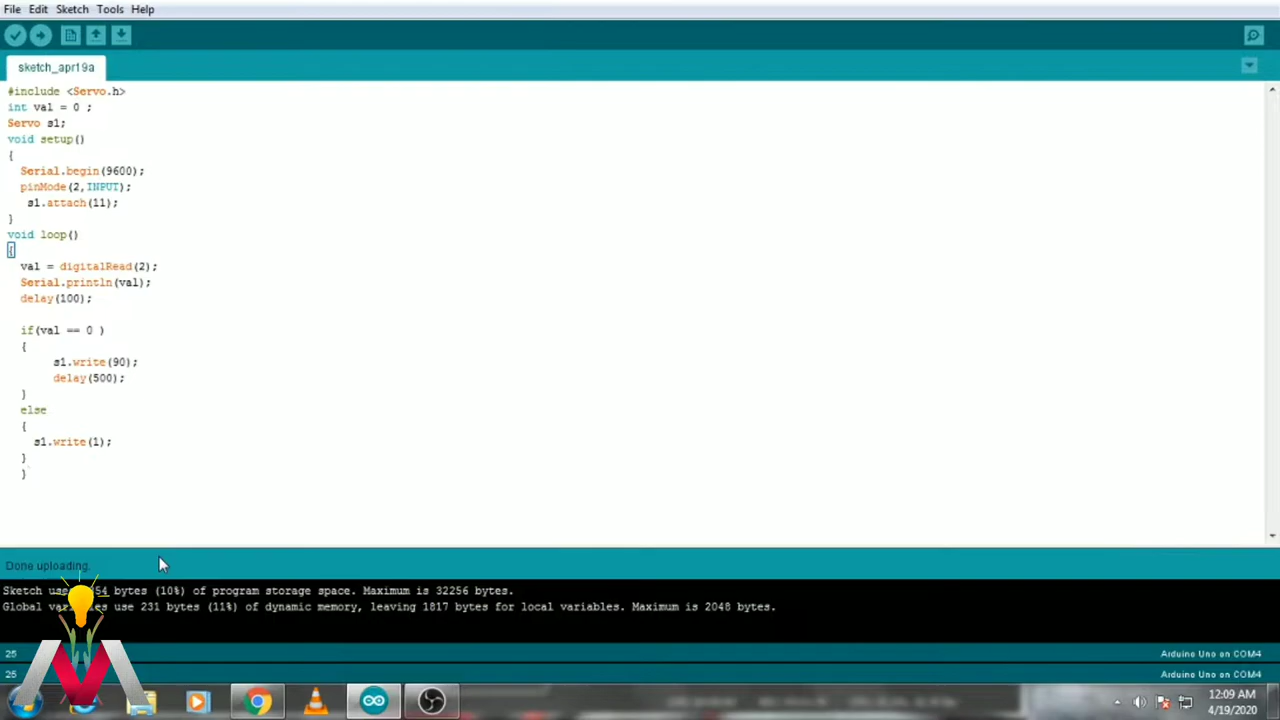 File Edit Sketch Tools Help
sketch_apr19a
#include <Servo.h>
int val = 0 ;
Servo s1;
void setup()
{
Serial.begin(9600);
pinMode(2,INPUT);
s1.attach(11);
}
void loop()
{
val = digitalRead(2);
Serial.println(val);
delay(100);
if(val == 0 )
{
s1.write(90);
delay(500);
}
else
{
s1.write(1);
}
}
Done uploading.
Sketch 54 bytes (10%) of program storage space. Maximum is 32256 bytes.
Global use 231 bytes (11%) of dynamic memory, leaving 1817 bytes for local variables. Maximum is 2048 bytes.
25 Arduino Uno on COM4
25 Arduino Uno on COM4
12:09 AM
4/19/2020